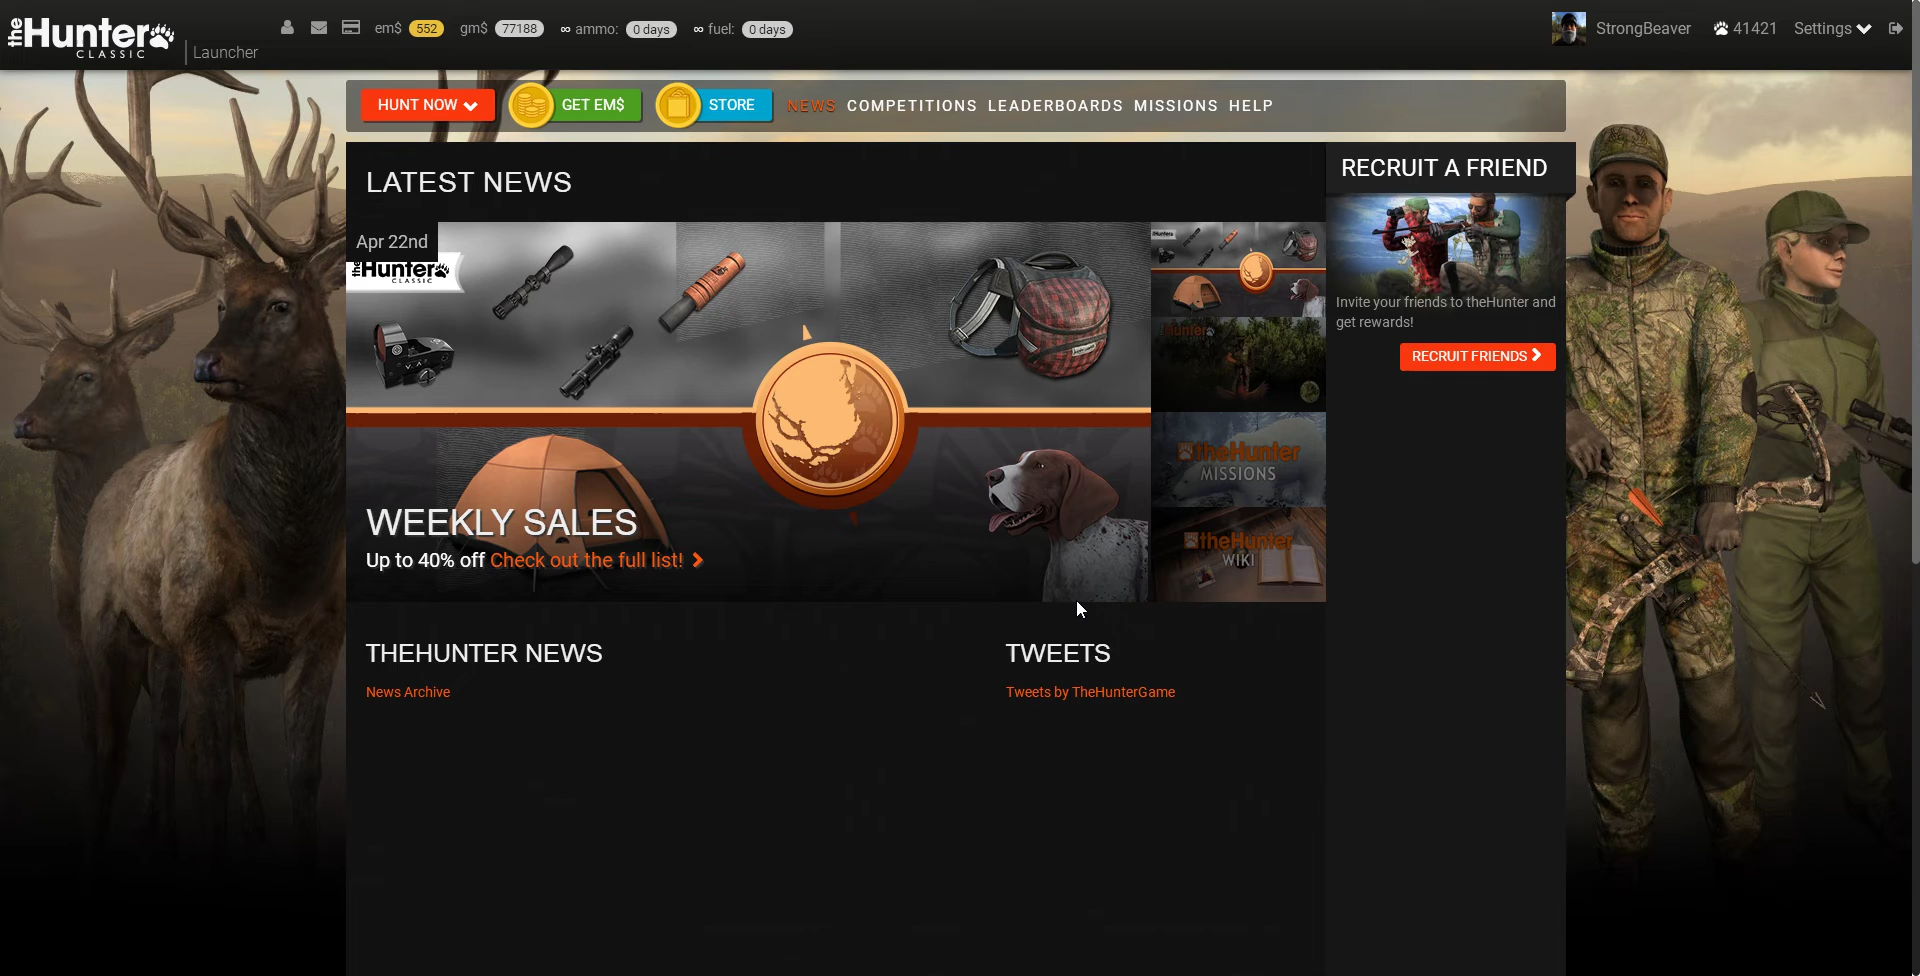 theHunter
CLASSIC
Launcher
em$ 552 gm$ 77188 ∞ ammo: 0 days ∞ fuel: 0 days
StrongBeaver 41421 Settings
HUNT NOW GET EM$ STORE NEWS COMPETITIONS LEADERBOARDS MISSIONS HELP
LATEST NEWS
Apr 22nd
theHunter
CLASSIC
WEEKLY SALES
Up to 40% off Check out the full list!
theHunter
MISSIONS
theHunter
WIKI
RECRUIT A FRIEND
Invite your friends to theHunter and
get rewards!
RECRUIT FRIENDS
THEHUNTER NEWS
News Archive
TWEETS
Tweets by TheHunterGame